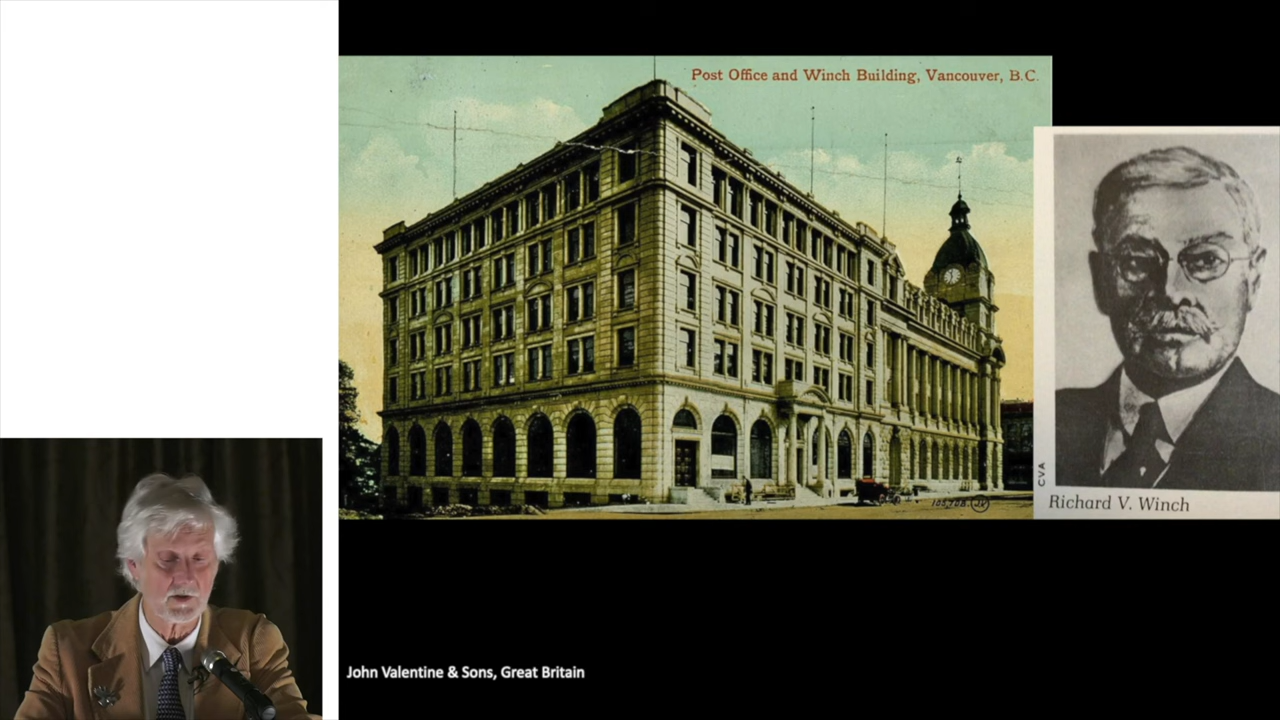 Post Office and Winch Building, Vancouver, B.C.
CVA
Richard V. Winch
John Valentine & Sons, Great Britain